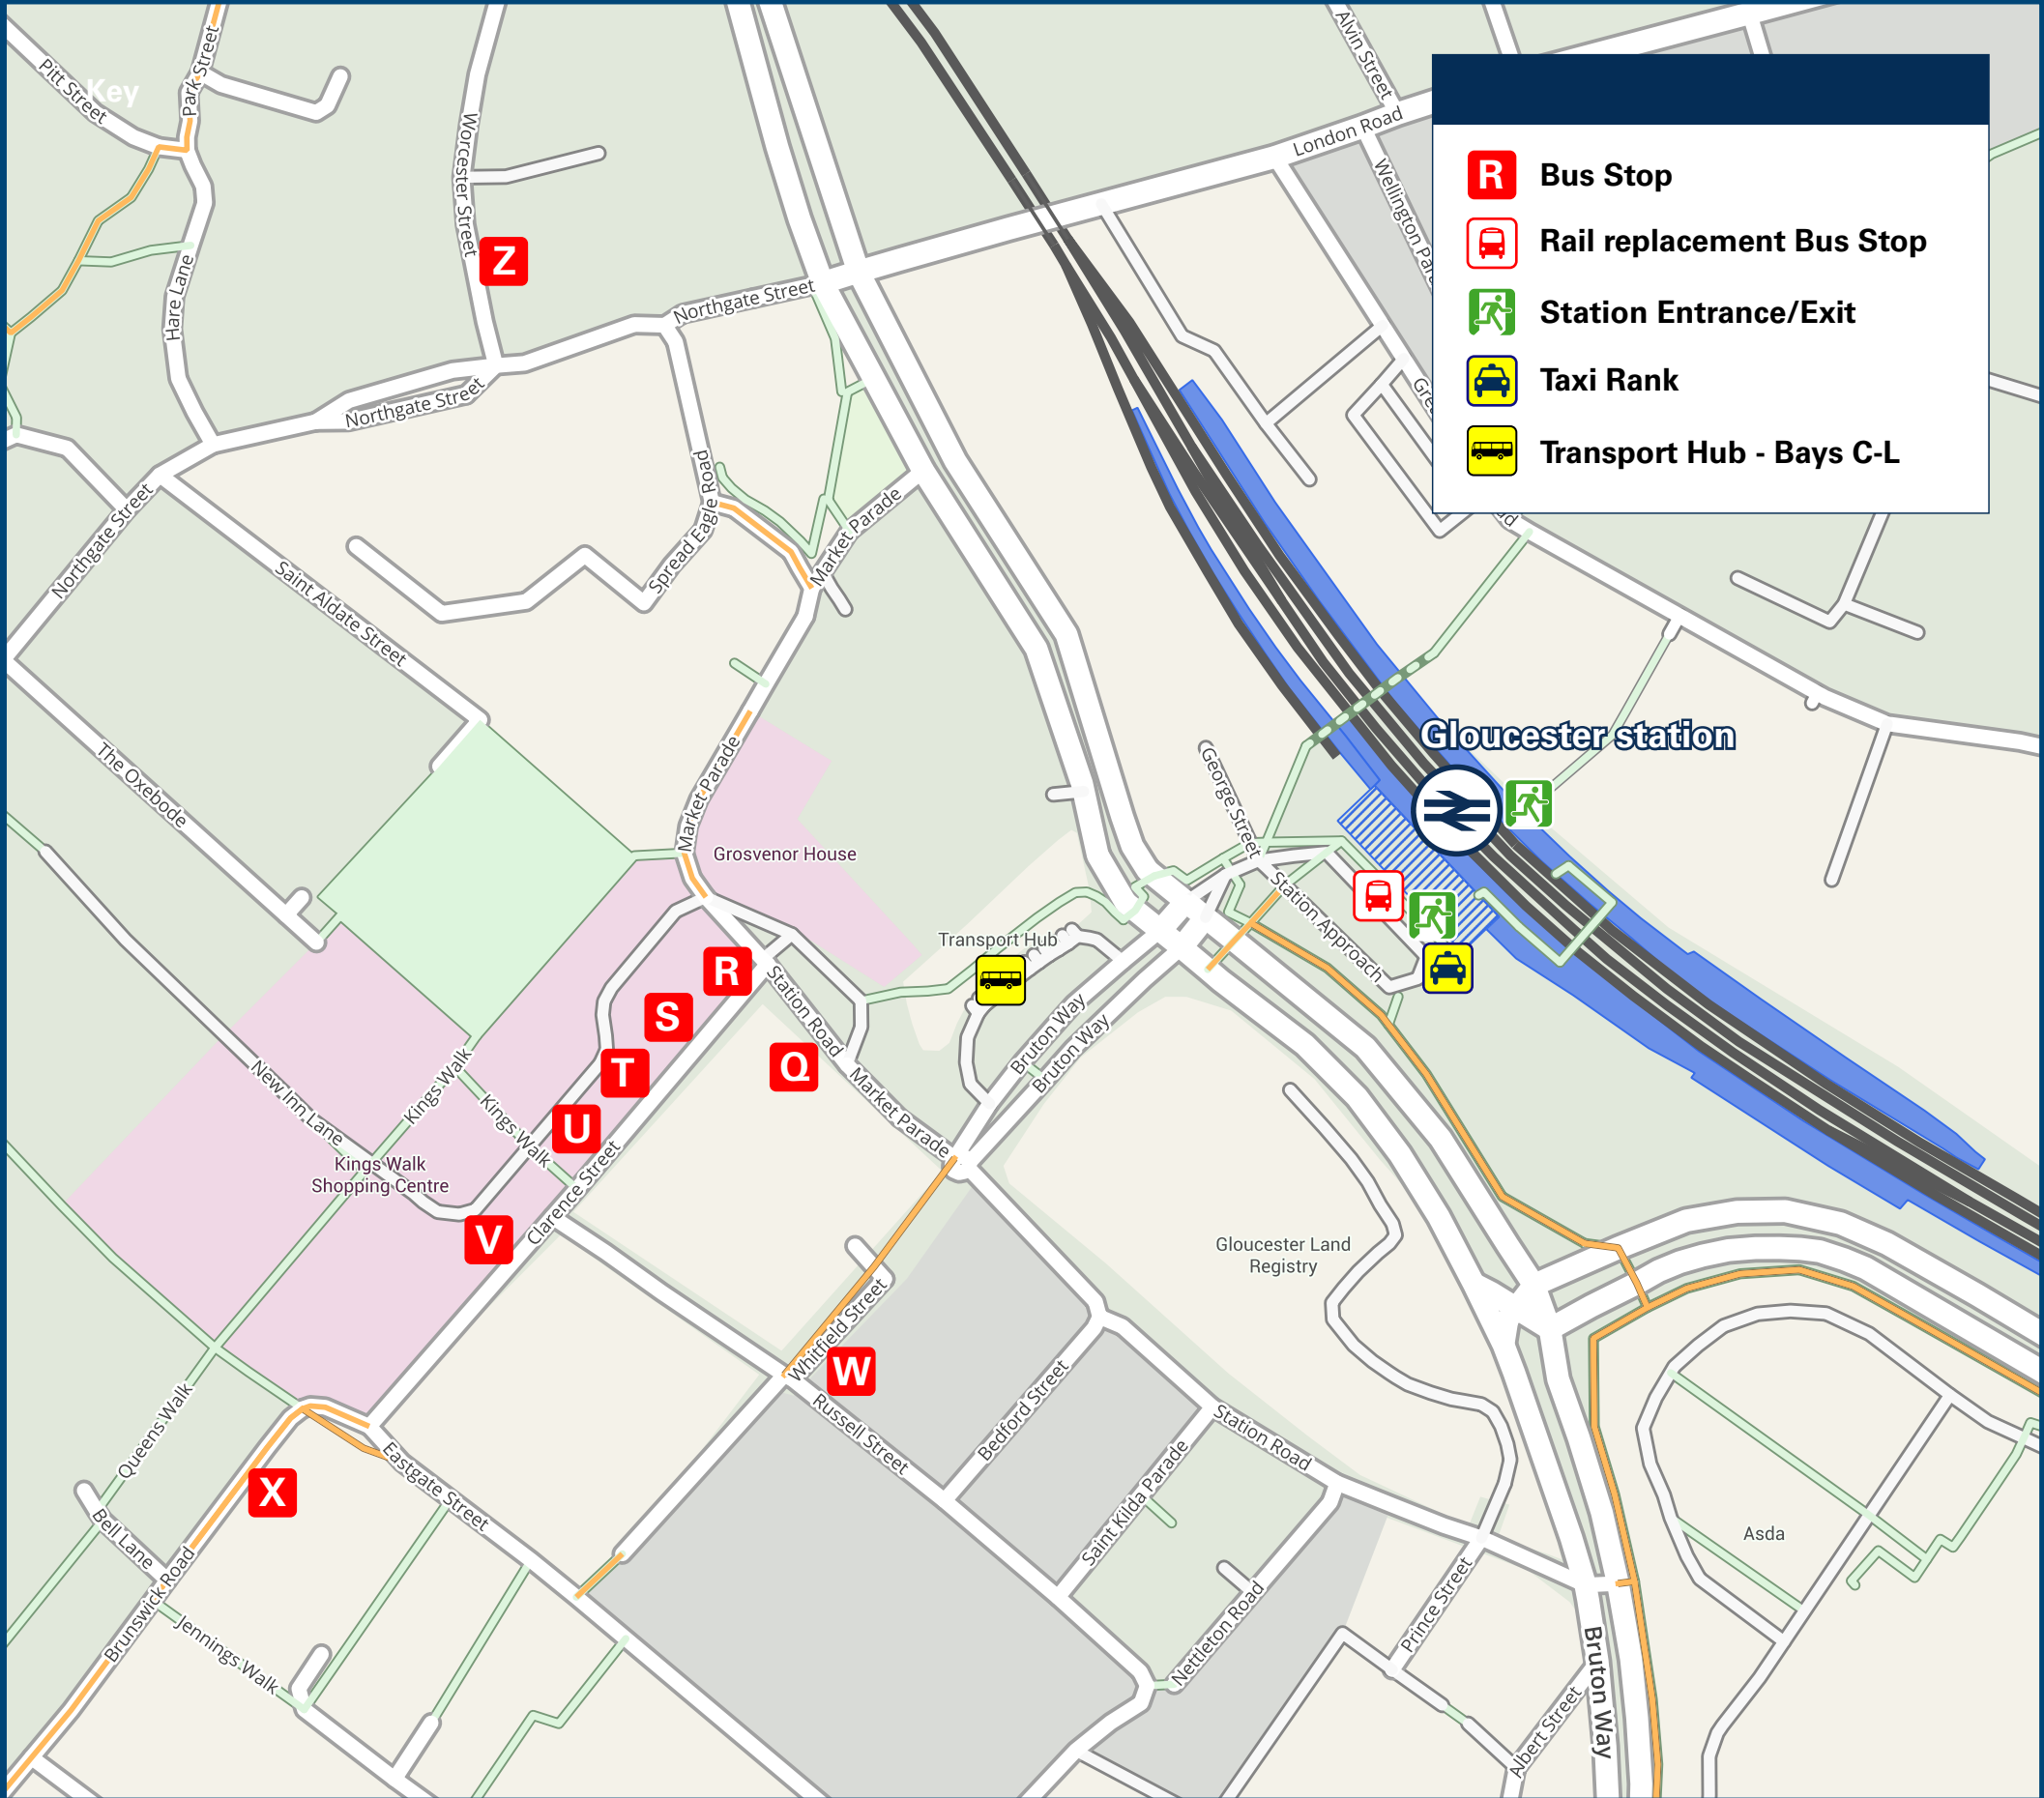 Key
Pitt Street
Park Street
Worcester Street
Alvin Street
London Road
Wellington Para
Bus Stop
R
Rail replacement Bus Stop
Station Entrance/Exit
Taxi Rank
Transport Hub - Bays C-L
Z
Hare Lane
Northgate Street
Northgate Street
Northgate Street
Spread Eagle Road
Market Parade
Saint Aldate Street
The Oxebode
Market Parade
Gloucester station
George Street
Grosvenor House
Station Approach
Transport Hub
R
S
T
U
Q
Station Road
Bruton Way
Bruton Way
Market Parade
New Inn Lane
Kings Walk
Kings Walk
Kings Walk
Shopping Centre
Clarence Street
V
Gloucester Land
Registry
Whitfield Street
W
Queens Walk
Bedford Street
Russell Street
Station Road
Eastgate Street
Saint Kilda Parade
X
Bell Lane
Brunswick Road
Jennings Walk
Nettleton Road
Prince Street
Asda
Albert Street
Bruton Way